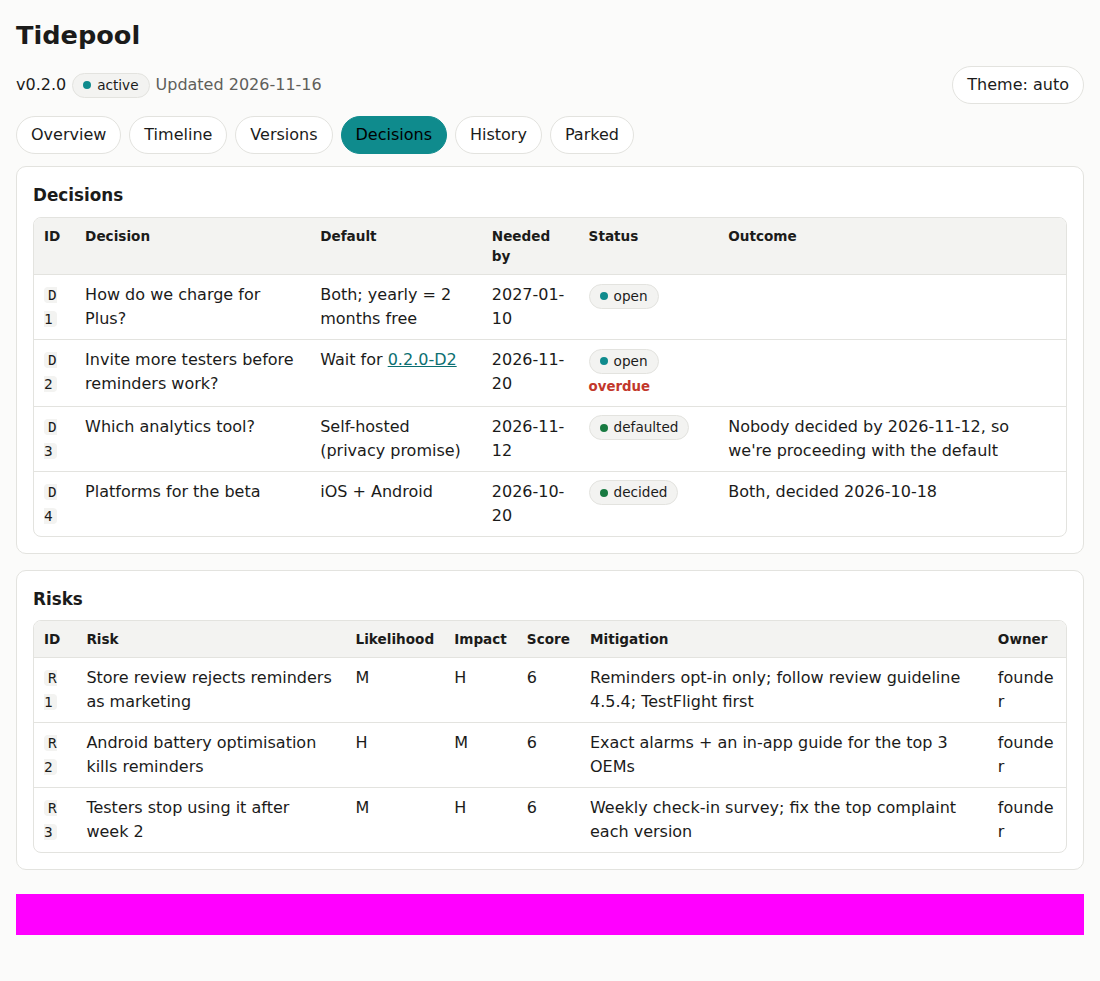 Tidepool
v0.2.0 active Updated 2026-11-16 Theme: auto
Overview Timeline Versions Decisions History Parked
Decisions
ID Decision Default Needed by Status Outcome
D1 How do we charge for Plus? Both; yearly = 2 months free 2027-01-10 open
D2 Invite more testers before reminders work? Wait for 0.2.0-D2 2026-11-20 open overdue
D3 Which analytics tool? Self-hosted (privacy promise) 2026-11-12 defaulted Nobody decided by 2026-11-12, so we're proceeding with the default
D4 Platforms for the beta iOS + Android 2026-10-20 decided Both, decided 2026-10-18
Risks
ID Risk Likelihood Impact Score Mitigation Owner
R1 Store review rejects reminders as marketing M H 6 Reminders opt-in only; follow review guideline 4.5.4; TestFlight first founder
R2 Android battery optimisation kills reminders H M 6 Exact alarms + an in-app guide for the top 3 OEMs founder
R3 Testers stop using it after week 2 M H 6 Weekly check-in survey; fix the top complaint each version founder